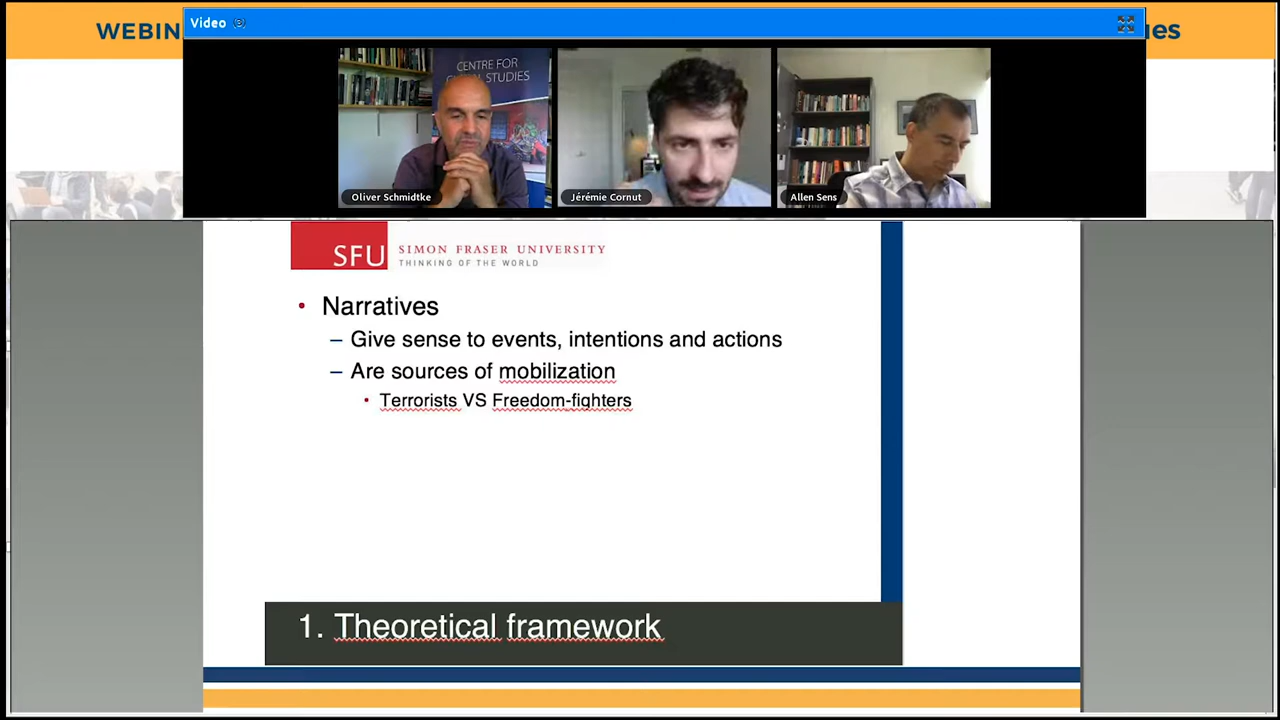 WEBIN
Video (3)
ies
CENTRE FOR
STUDIES
Oliver Schmidtke
Jérémie Cornut
Allen Sens
SFU
SIMON FRASER UNIVERSITY
THINKING OF THE WORLD
• Narratives
– Give sense to events, intentions and actions
– Are sources of mobilization
• Terrorists VS Freedom-fighters
1. Theoretical framework